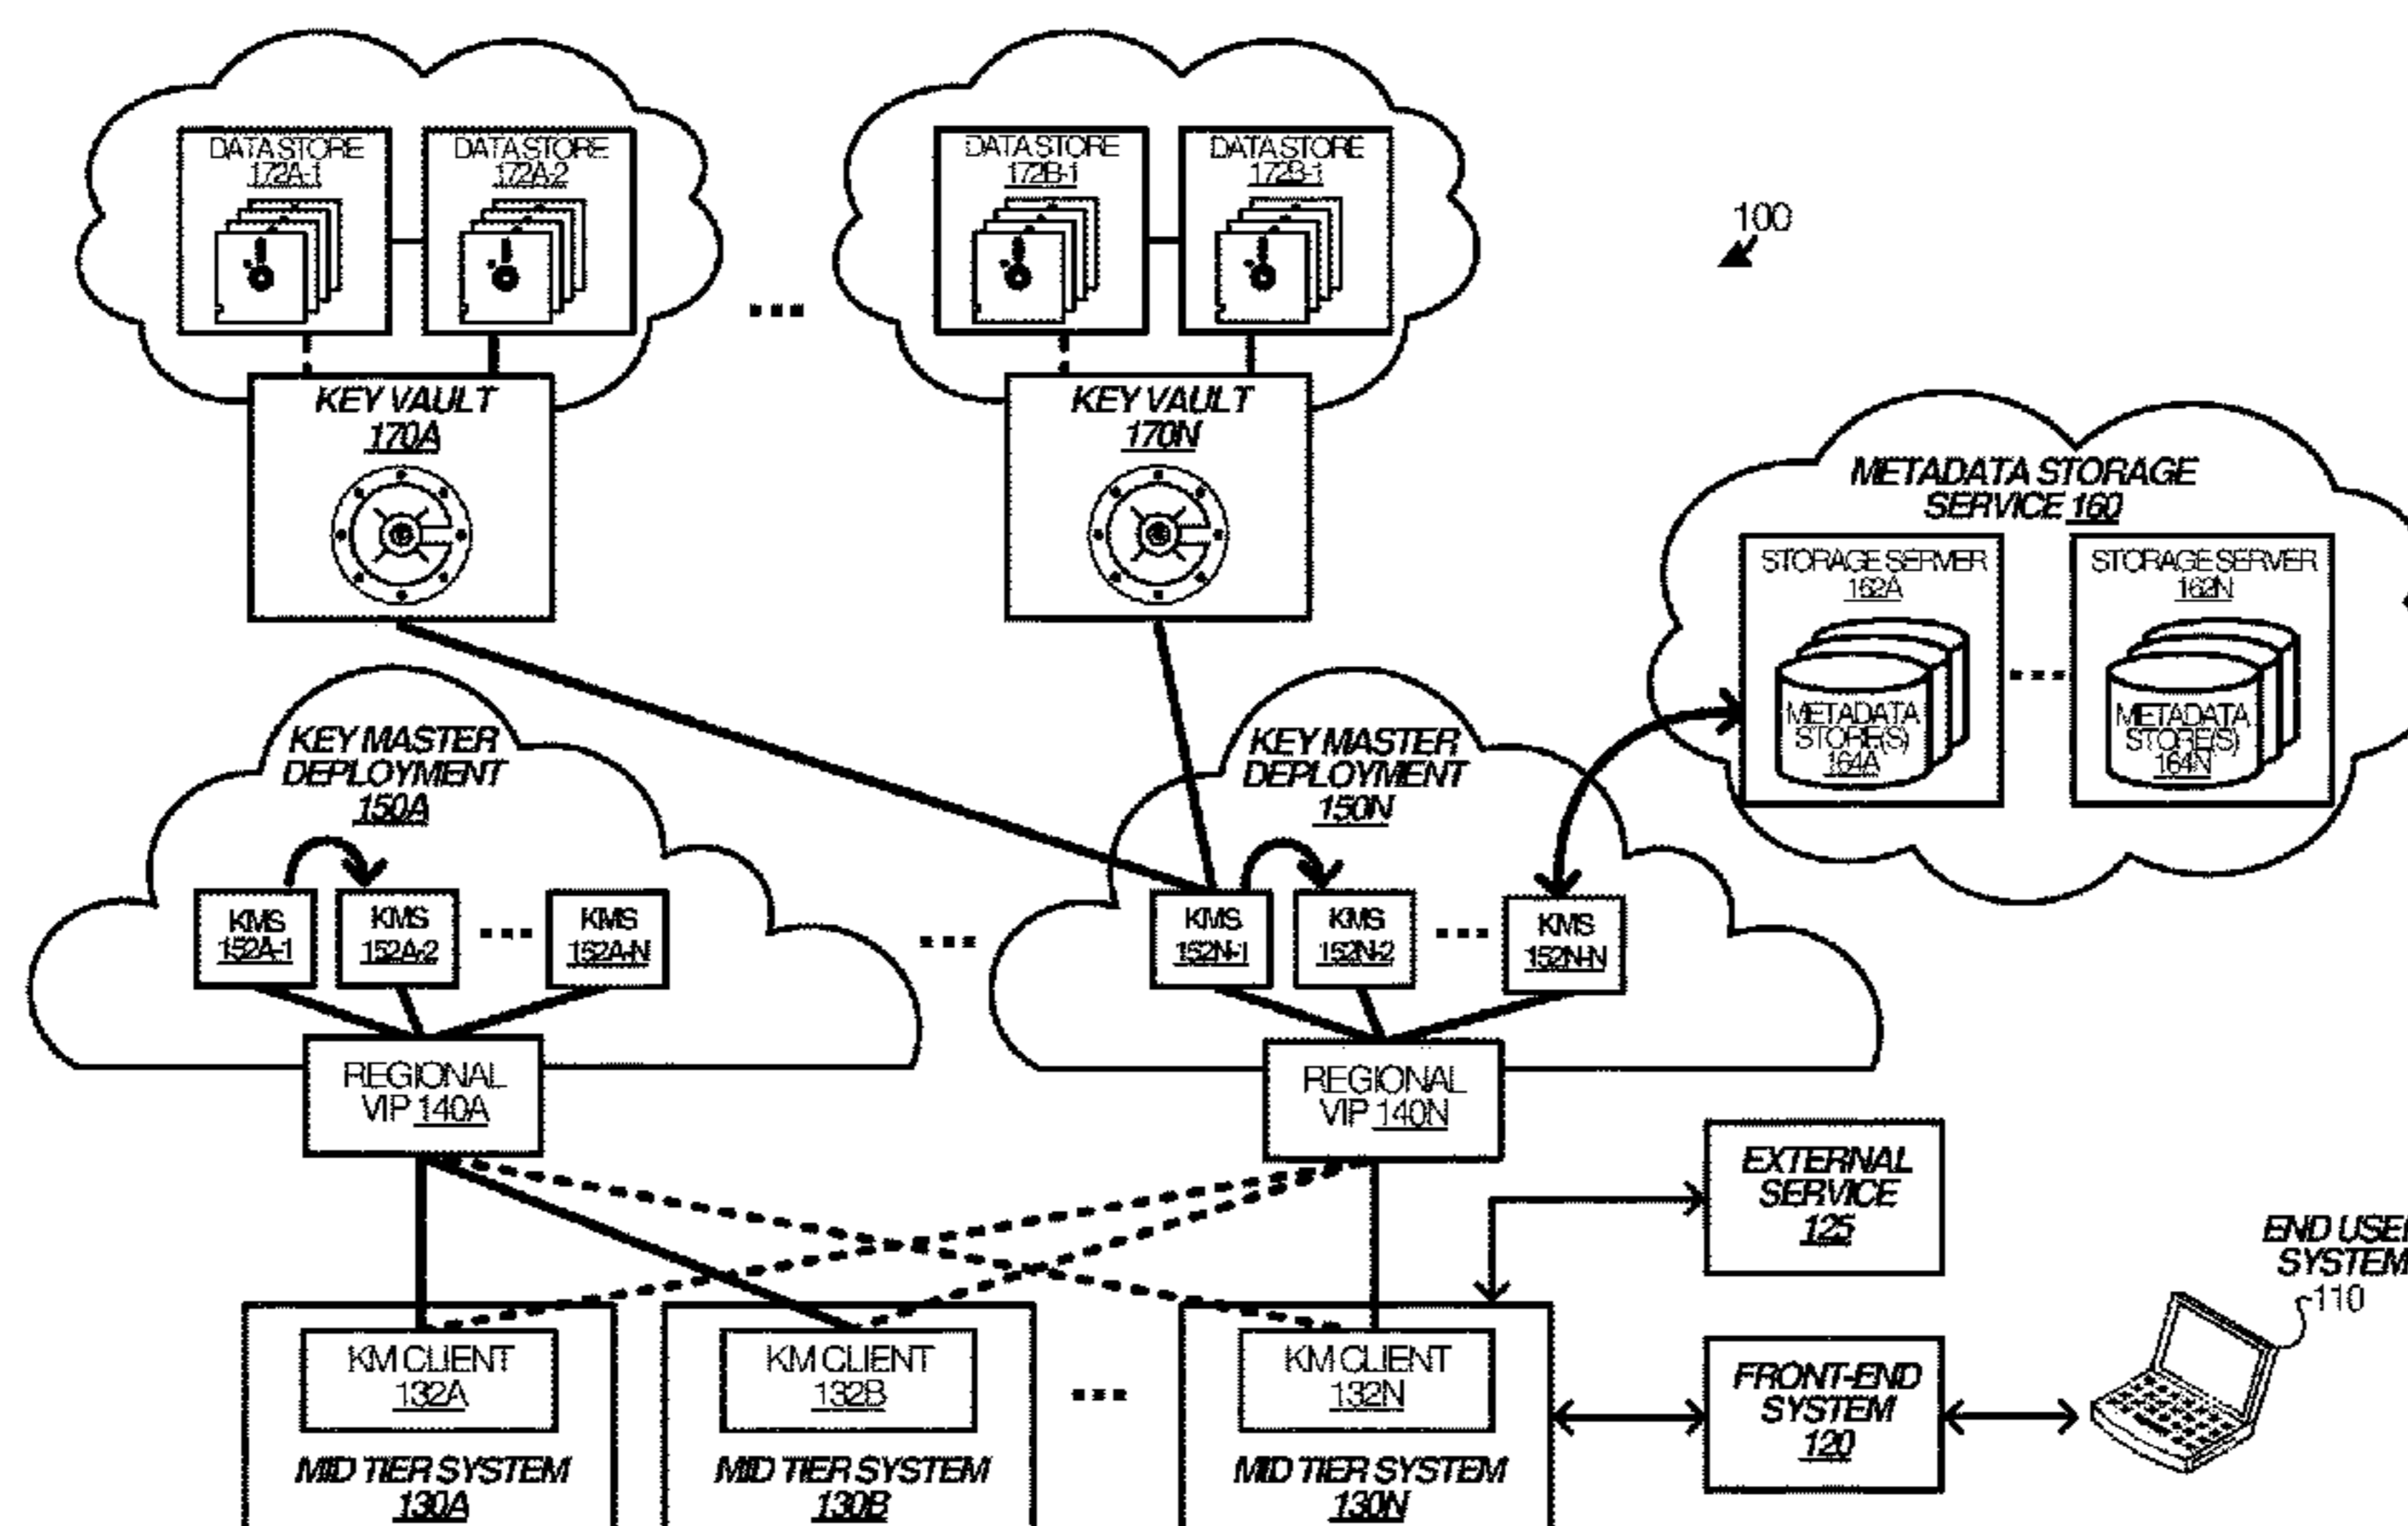 DATA STORE
172A-1
DATA STORE
172A-2
DATA STORE
172B-1
DATA STORE
172B-1
100
KEY VAULT
170A
KEY VAULT
170N
METADATA STORAGE
SERVICE 160
STORAGE SERVER
162A
STORAGE SERVER
162N
METADATA
STORE(S)
164A
METADATA
STORE(S)
164N
KEY MASTER
DEPLOYMENT
150A
KEY MASTER
DEPLOYMENT
150N
KMS
152A-1
KMS
152A-2
KMS
152A-N
KMS
152N-1
KMS
152N-2
KMS
152N-N
REGIONAL
VIP 140A
REGIONAL
VIP 140N
EXTERNAL
SERVICE
125
END USE
SYSTEM
110
KM CLIENT
132A
KM CLIENT
132B
KM CLIENT
132N
FRONT-END
SYSTEM
120
MID TIER SYSTEM
130A
MID TIER SYSTEM
130B
MID TIER SYSTEM
130N